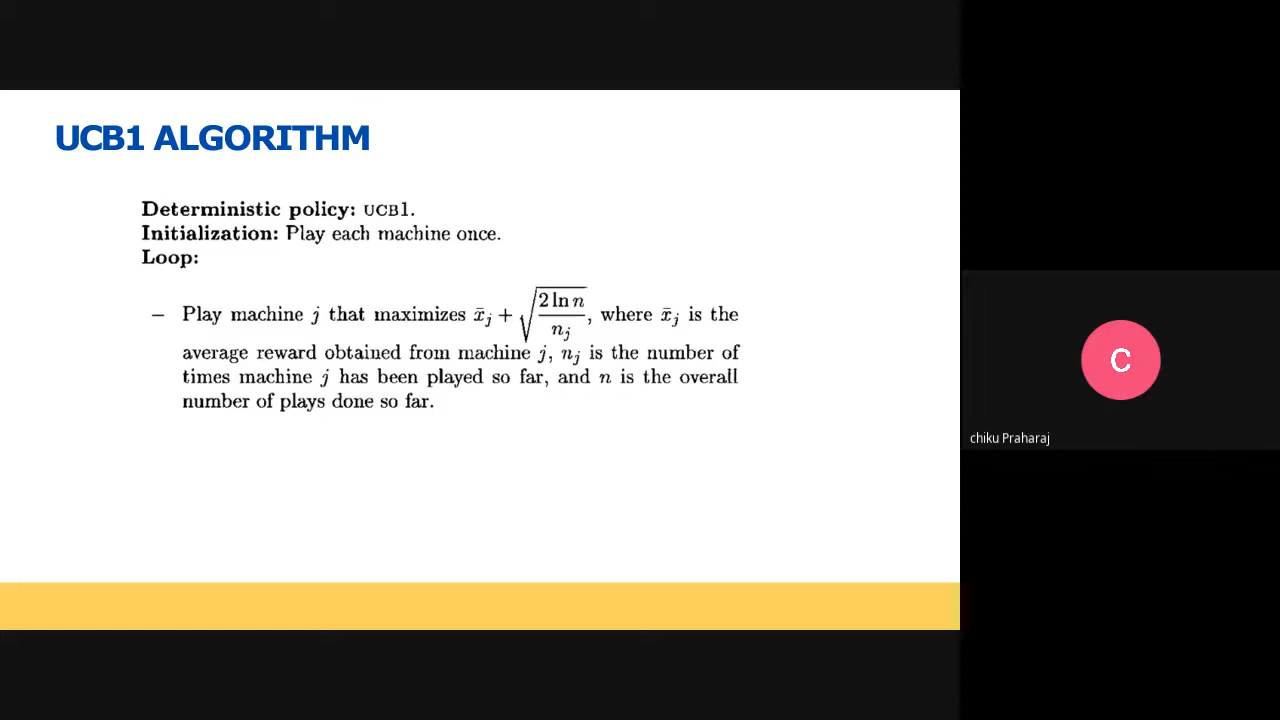 UCB1 ALGORITHM
Deterministic policy: UCB1.
Initialization: Play each machine once.
Loop:
– Play machine j that maximizes x̄_j + √(2 ln n / n_j), where x̄_j is the
average reward obtained from machine j, n_j is the number of
times machine j has been played so far, and n is the overall
number of plays done so far.
C
chiku Praharaj